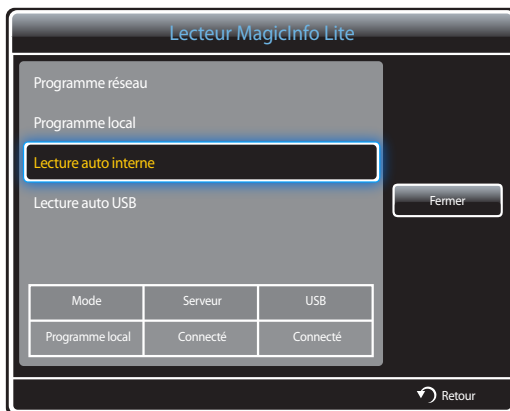 Lecteur MagicInfo Lite
Programme réseau
Programme local
Lecture auto interne
Lecture auto USB
Fermer
Mode Serveur USB
Programme local Connecté Connecté
Retour